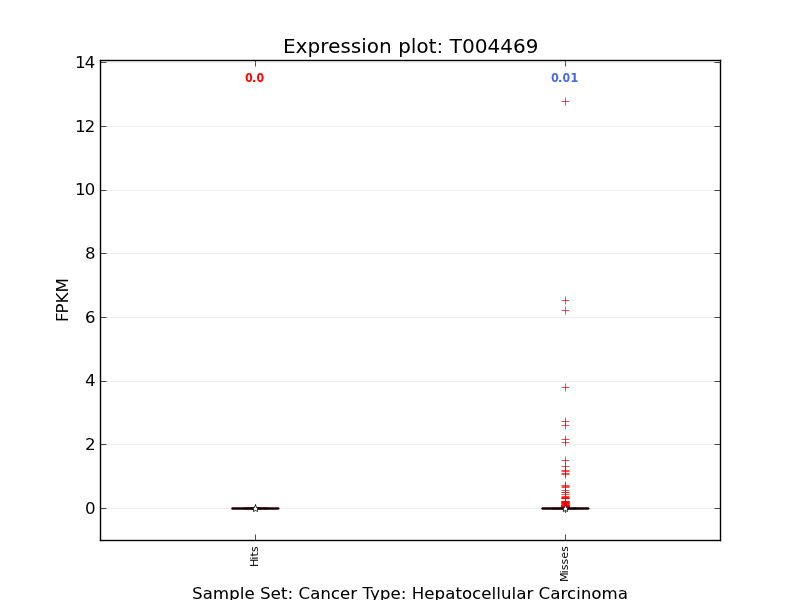 Expression plot: T004469
0.0
0.01
14
12
10
8
6
4
2
0
FPKM
Hits
Misses
Sample Set: Cancer Type: Hepatocellular Carcinoma